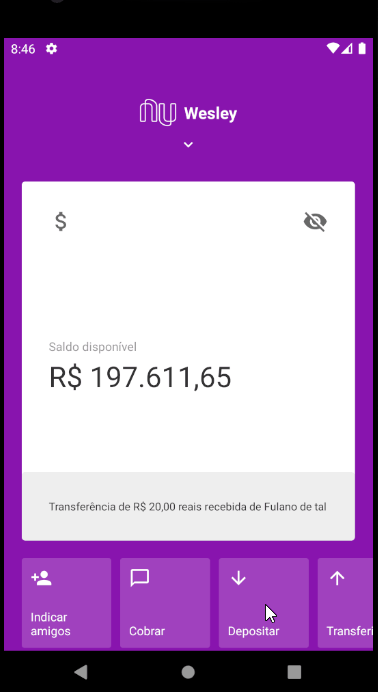 8:46
nu Wesley
$
Saldo disponível
R$ 197.611,65
Transferência de R$ 20,00 reais recebida de Fulano de tal
Indicar
amigos
Cobrar
Depositar
Transferi